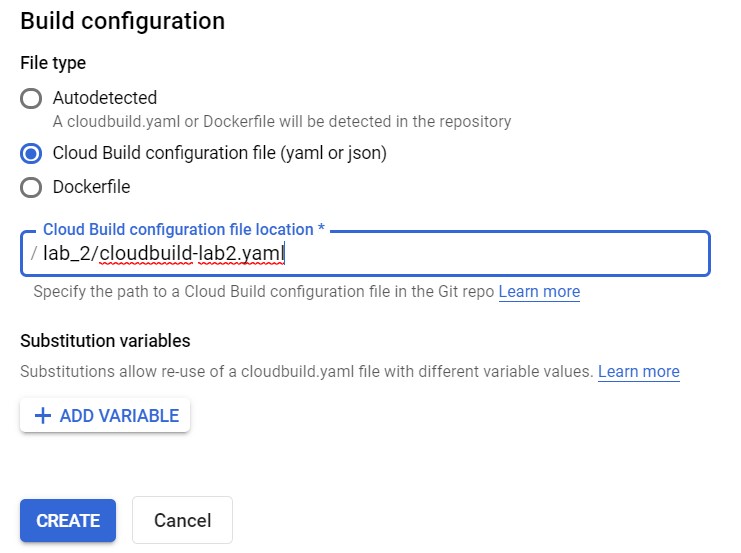 Build configuration
File type
Autodetected
A cloudbuild.yaml or Dockerfile will be detected in the repository
Cloud Build configuration file (yaml or json)
Dockerfile
Cloud Build configuration file location *
/ lab_2/cloudbuild-lab2.yaml
Specify the path to a Cloud Build configuration file in the Git repo Learn more
Substitution variables
Substitutions allow re-use of a cloudbuild.yaml file with different variable values. Learn more
+ ADD VARIABLE
CREATE Cancel